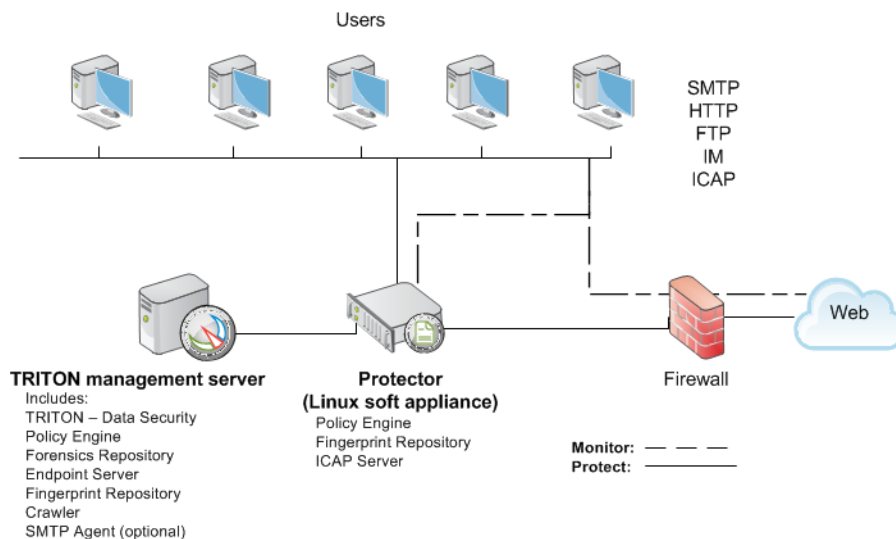 Users
SMTP
HTTP
FTP
IM
ICAP
Web
TRITON management server
Includes:
TRITON – Data Security
Policy Engine
Forensics Repository
Endpoint Server
Fingerprint Repository
Crawler
SMTP Agent (optional)
Protector
(Linux soft appliance)
Policy Engine
Fingerprint Repository
ICAP Server
Firewall
Monitor:
Protect: